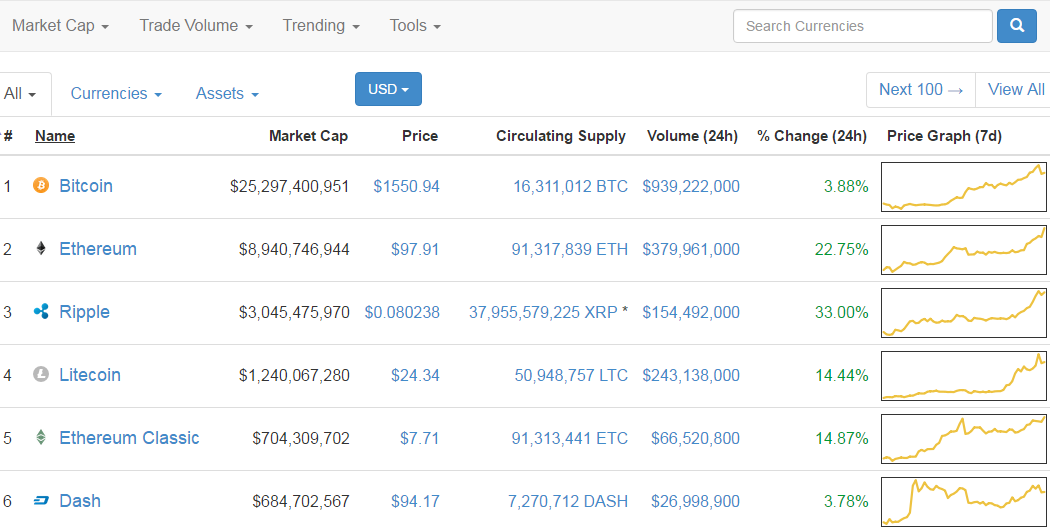 Market Cap Trade Volume Trending Tools Search Currencies
All Currencies Assets USD Next 100 → View All
# Name Market Cap Price Circulating Supply Volume (24h) % Change (24h) Price Graph (7d)
1 Bitcoin $25,297,400,951 $1550.94 16,311,012 BTC $939,222,000 3.88%
2 Ethereum $8,940,746,944 $97.91 91,317,839 ETH $379,961,000 22.75%
3 Ripple $3,045,475,970 $0.080238 37,955,579,225 XRP * $154,492,000 33.00%
4 Litecoin $1,240,067,280 $24.34 50,948,757 LTC $243,138,000 14.44%
5 Ethereum Classic $704,309,702 $7.71 91,313,441 ETC $66,520,800 14.87%
6 Dash $684,702,567 $94.17 7,270,712 DASH $26,998,900 3.78%